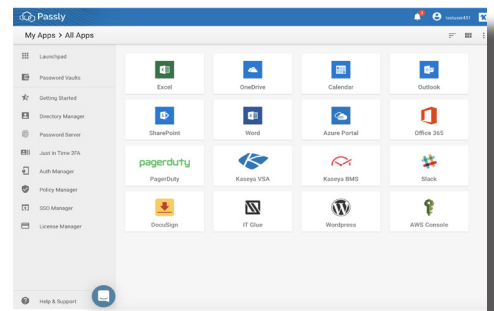 Passly
testuser401
My Apps > All Apps
Launchpad
Password Vaults
Getting Started
Directory Manager
Password Server
Just in Time 2FA
Auth Manager
Policy Manager
SSO Manager
License Manager
Help & Support
Excel
OneDrive
Calendar
Outlook
SharePoint
Word
Azure Portal
Office 365
pagerduty
PagerDuty
Kaseya VSA
Kaseya BMS
Slack
DocuSign
IT Glue
Wordpress
AWS Console